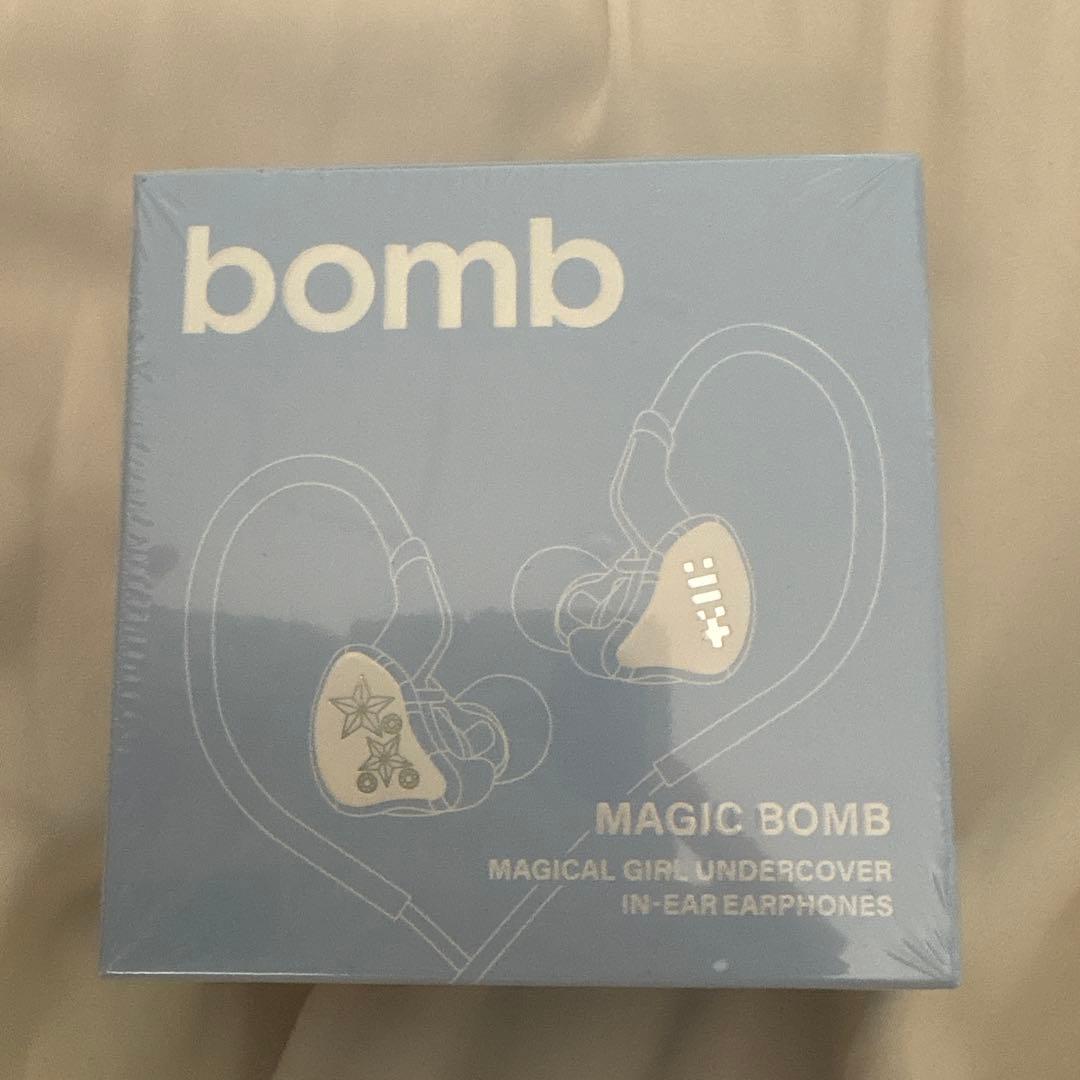 bomb
MAGIC BOMB
MAGICAL GIRL UNDERCOVER
IN-EAR EARPHONES